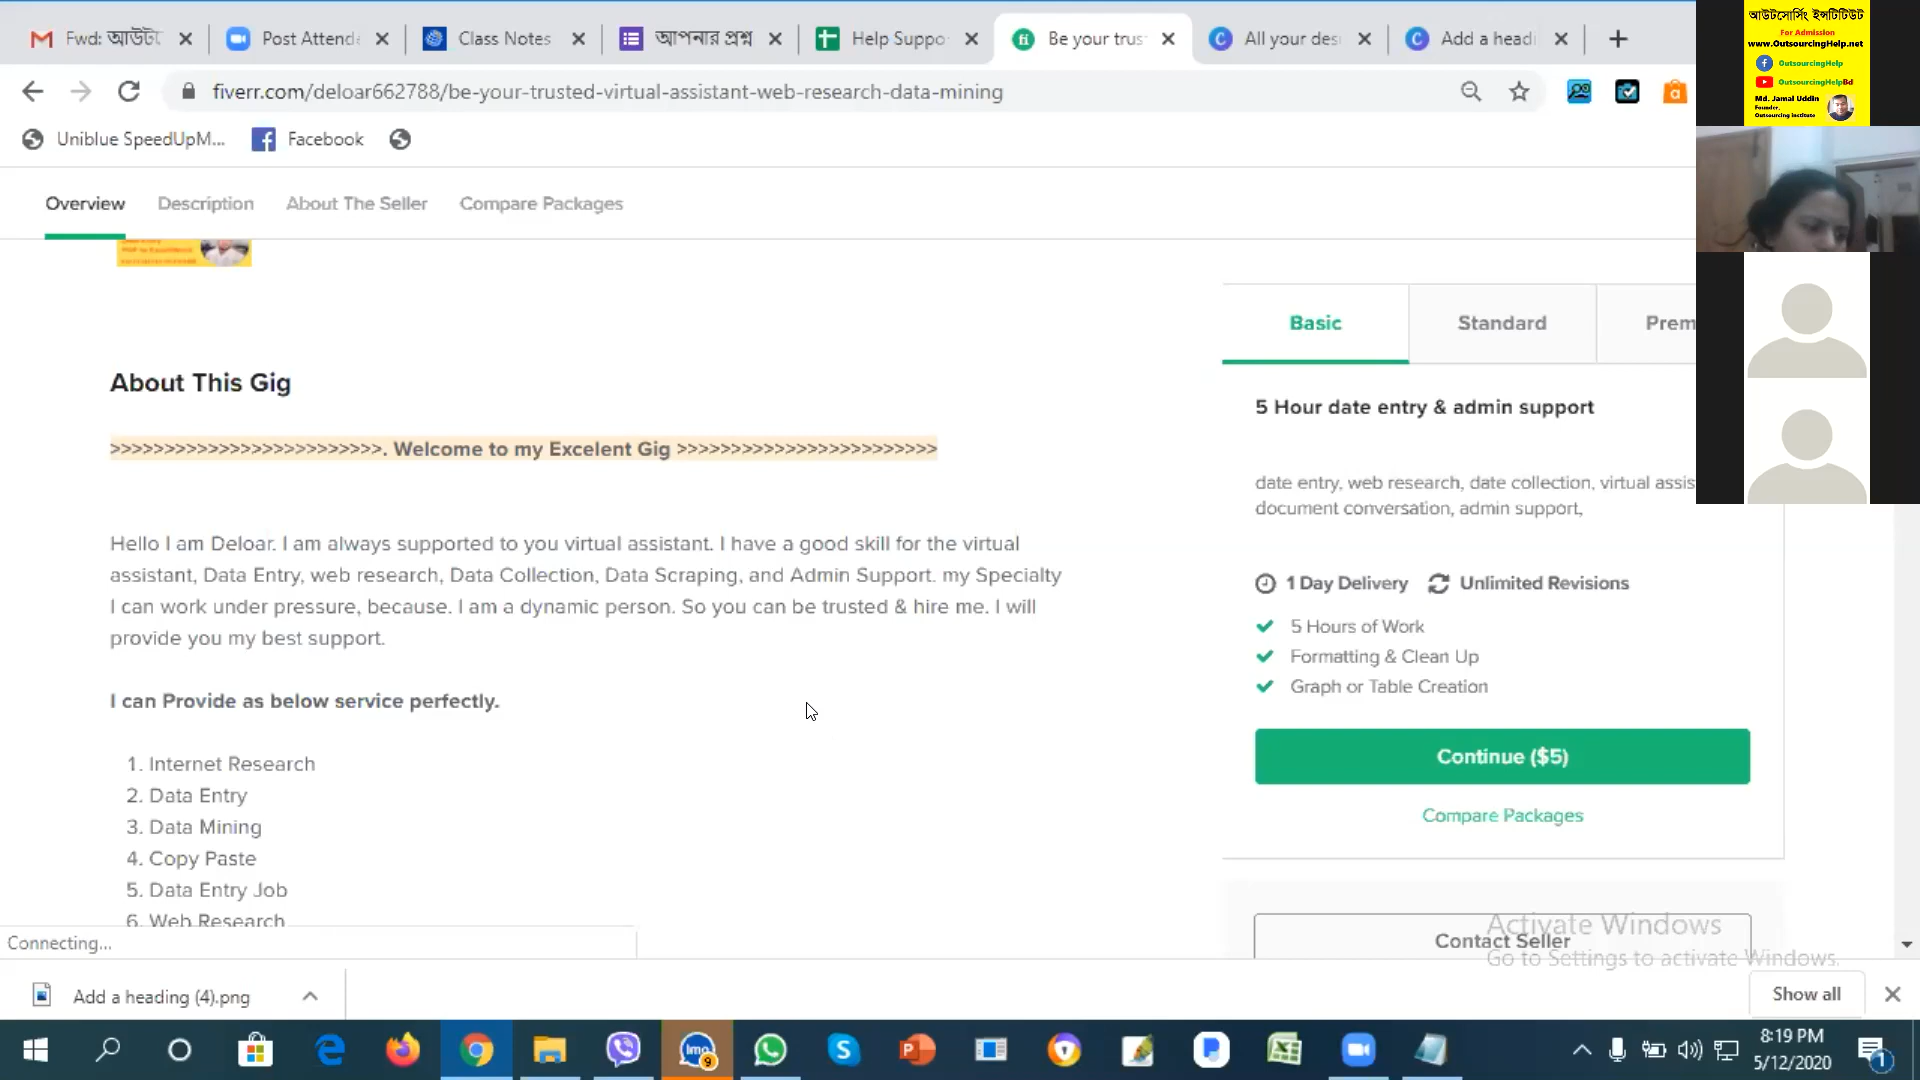 Fwd: আউট
Post Attend
Class Notes
আপনার প্রশ্ন
Help Suppo
Be your trus
All your des
Add a headi
fiverr.com/deloar662788/be-your-trusted-virtual-assistant-web-research-data-mining
Uniblue SpeedUpM...
Facebook
Overview
Description
About The Seller
Compare Packages
আউটসোর্সিং ইন্সটিটিউট
For Admission
www.OutsourcingHelp.net
OutsourcingHelp
OutsourcingHelpBd
Md. Jamal Uddin
Founder,
Outsourcing Institute
About This Gig
>>>>>>>>>>>>>>>>>>>>>>>>>. Welcome to my Excelent Gig >>>>>>>>>>>>>>>>>>>>>>>>
Hello I am Deloar. I am always supported to you virtual assistant. I have a good skill for the virtual
assistant, Data Entry, web research, Data Collection, Data Scraping, and Admin Support. my Specialty
I can work under pressure, because. I am a dynamic person. So you can be trusted & hire me. I will
provide you my best support.
I can Provide as below service perfectly.
1. Internet Research
2. Data Entry
3. Data Mining
4. Copy Paste
5. Data Entry Job
6. Web Research
Basic
Standard
Prem
5 Hour date entry & admin support
date entry, web research, date collection, virtual assis
document conversation, admin support,
1 Day Delivery
Unlimited Revisions
5 Hours of Work
Formatting & Clean Up
Graph or Table Creation
Continue ($5)
Compare Packages
Contact Seller
Activate Windows
Go to Settings to activate Windows.
Connecting...
Add a heading (4).png
Show all
imo
9
8:19 PM
5/12/2020
1